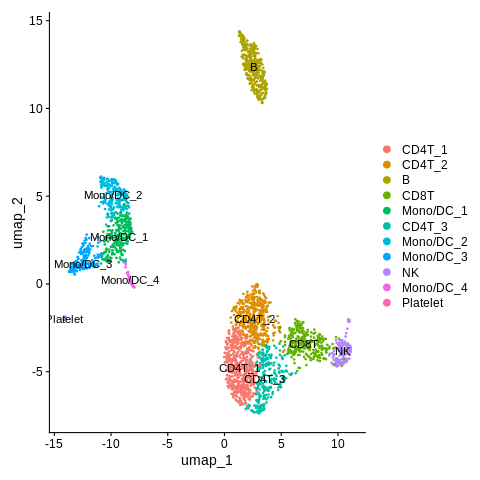 15
10
5
0
-5
-15
-10
-5
0
5
10
umap_2
umap_1
B
Mono/DC_2
Mono/DC_1
Mono/DC_3
Mono/DC_4
Platelet
CD4T_2
CD8T
NK
CD4T_1
CD4T_3
CD4T_1
CD4T_2
B
CD8T
Mono/DC_1
CD4T_3
Mono/DC_2
Mono/DC_3
NK
Mono/DC_4
Platelet